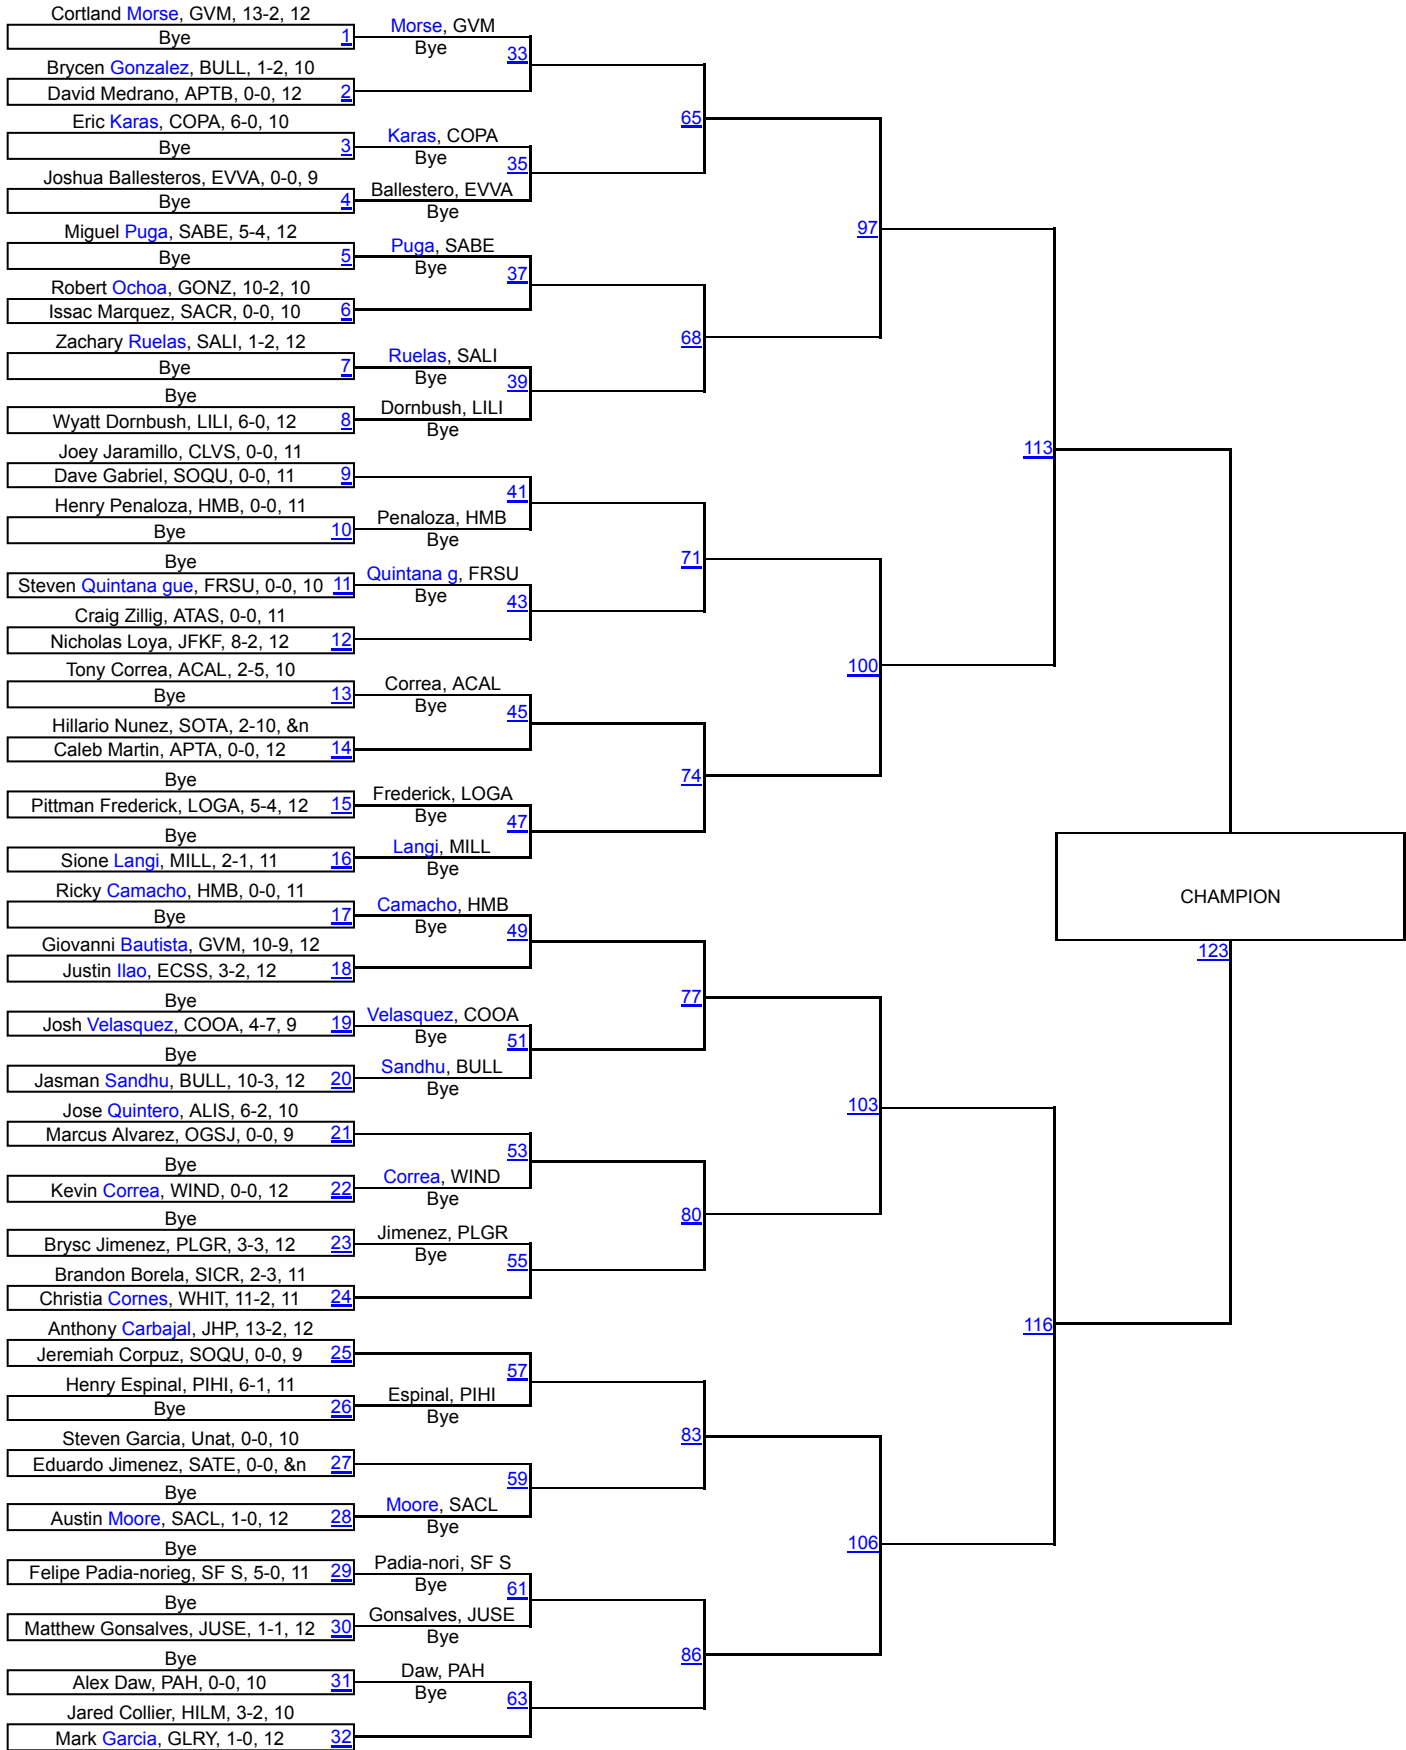 Cortland Morse, GVM, 13-2, 12
Bye 1
Brycen Gonzalez, BULL, 1-2, 10
David Medrano, APTB, 0-0, 12 2
Eric Karas, COPA, 6-0, 10
Bye 3
Joshua Ballesteros, EVVA, 0-0, 9
Bye 4
Miguel Puga, SABE, 5-4, 12
Bye 5
Robert Ochoa, GONZ, 10-2, 10
Issac Marquez, SACR, 0-0, 10 6
Zachary Ruelas, SALI, 1-2, 12
Bye 7
Bye
Wyatt Dornbush, LILI, 6-0, 12 8
Joey Jaramillo, CLVS, 0-0, 11
Dave Gabriel, SOQU, 0-0, 11 9
Henry Penaloza, HMB, 0-0, 11
Bye 10
Bye
Steven Quintana gue, FRSU, 0-0, 10 11
Craig Zillig, ATAS, 0-0, 11
Nicholas Loya, JFKF, 8-2, 12 12
Tony Correa, ACAL, 2-5, 10
Bye 13
Hillario Nunez, SOTA, 2-10, &n
Caleb Martin, APTA, 0-0, 12 14
Bye
Pittman Frederick, LOGA, 5-4, 12 15
Bye
Sione Langi, MILL, 2-1, 11 16
Ricky Camacho, HMB, 0-0, 11
Bye 17
Giovanni Bautista, GVM, 10-9, 12
Justin Ilao, ECSS, 3-2, 12 18
Bye
Josh Velasquez, COOA, 4-7, 9 19
Bye
Jasman Sandhu, BULL, 10-3, 12 20
Jose Quintero, ALIS, 6-2, 10
Marcus Alvarez, OGSJ, 0-0, 9 21
Bye
Kevin Correa, WIND, 0-0, 12 22
Bye
Brysc Jimenez, PLGR, 3-3, 12 23
Brandon Borela, SICR, 2-3, 11
Christia Cornes, WHIT, 11-2, 11 24
Anthony Carbajal, JHP, 13-2, 12
Jeremiah Corpuz, SOQU, 0-0, 9 25
Henry Espinal, PIHI, 6-1, 11
Bye 26
Steven Garcia, Unat, 0-0, 10
Eduardo Jimenez, SATE, 0-0, &n 27
Bye
Austin Moore, SACL, 1-0, 12 28
Bye
Felipe Padia-norieg, SF S, 5-0, 11 29
Bye
Matthew Gonsalves, JUSE, 1-1, 12 30
Bye
Alex Daw, PAH, 0-0, 10 31
Jared Collier, HILM, 3-2, 10
Mark Garcia, GLRY, 1-0, 12 32
Morse, GVM
Bye
33
Karas, COPA
Bye
35
Ballestero, EVVA
Bye
Puga, SABE
Bye
37
Ruelas, SALI
Bye
39
Dornbush, LILI
Bye
41
Penaloza, HMB
Bye
Quintana g, FRSU
Bye
43
Correa, ACAL
Bye
45
Frederick, LOGA
Bye
47
Langi, MILL
Bye
Camacho, HMB
Bye
49
Velasquez, COOA
Bye
51
Sandhu, BULL
Bye
53
Correa, WIND
Bye
Jimenez, PLGR
Bye
55
57
Espinal, PIHI
Bye
59
Moore, SACL
Bye
Padia-nori, SF S
Bye
61
Gonsalves, JUSE
Bye
Daw, PAH
Bye
63
65
68
71
74
77
80
83
86
97
100
103
106
113
116
CHAMPION
123